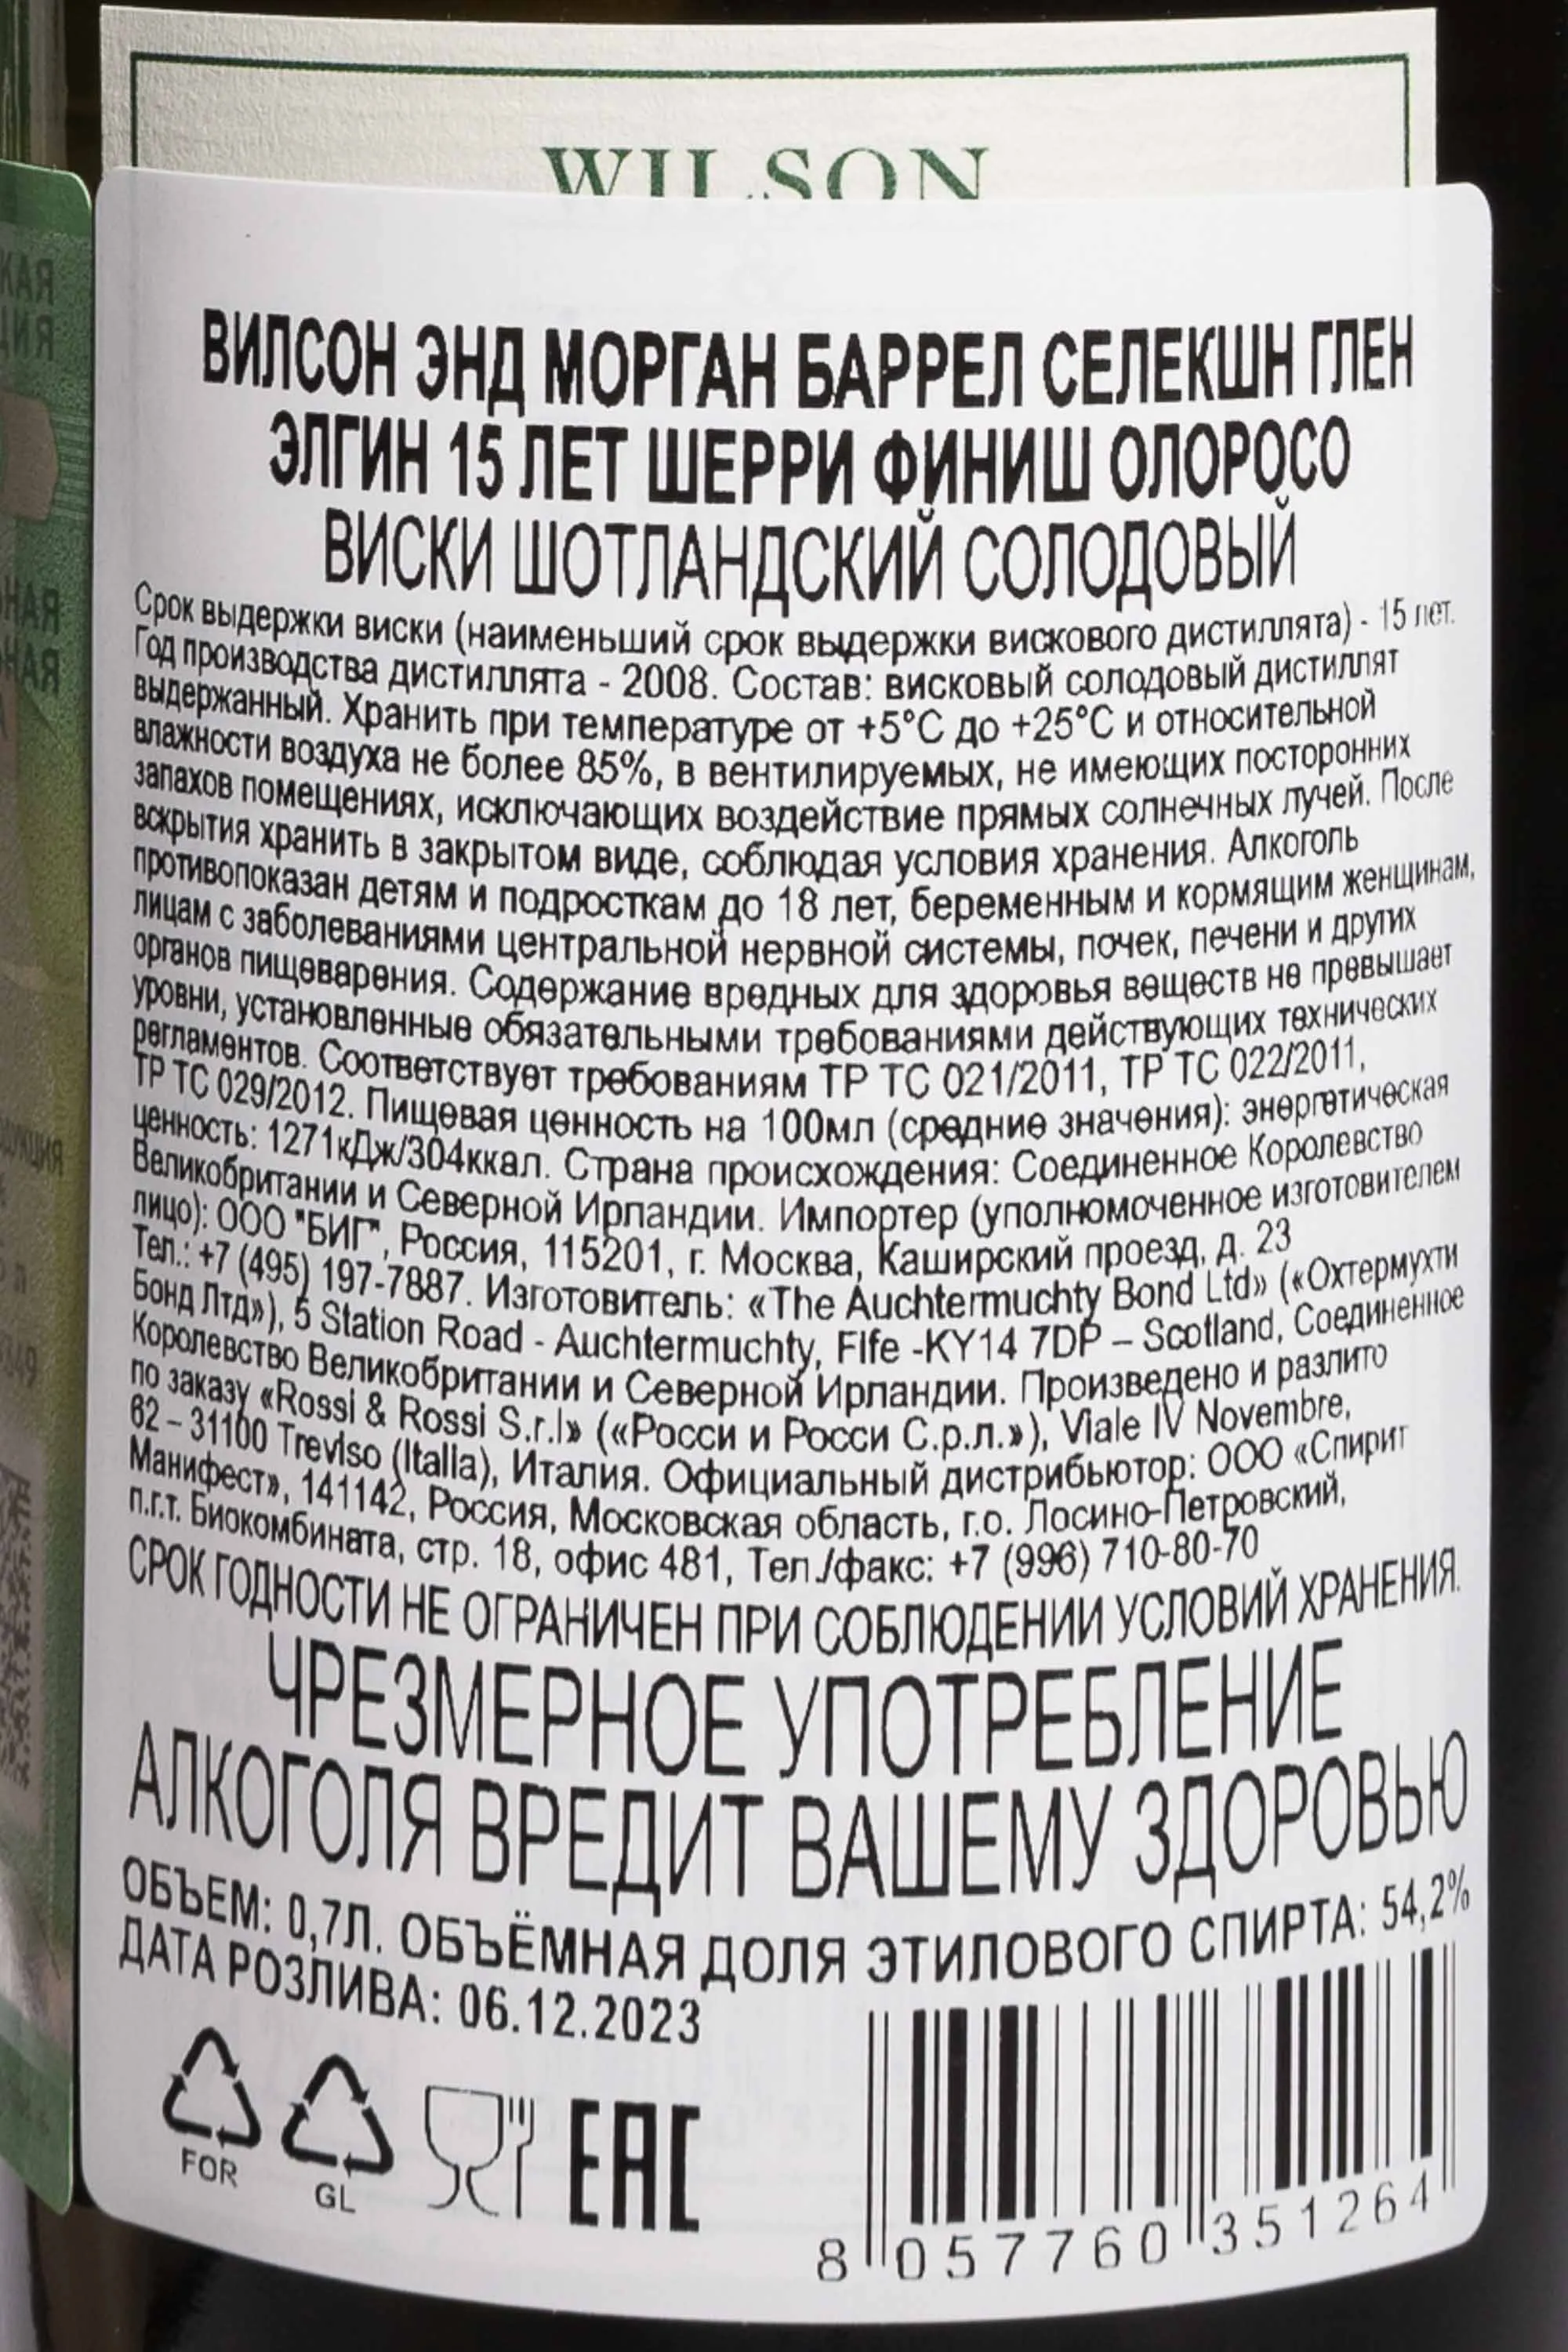 WILSON
ВИЛСОН ЭНД МОРГАН БАРРЕЛ СЕЛЕКШН ГЛЕН
ЭЛГИН 15 ЛЕТ ШЕРРИ ФИНИШ ОЛОРОСО
ВИСКИ ШОТЛАНДСКИЙ СОЛОДОВЫЙ
Срок выдержки виски (наименьший срок выдержки вискового дистиллята) - 15 лет.
Год производства дистиллята - 2008. Состав: висковый солодовый дистиллят
выдержанный. Хранить при температуре от +5°C до +25°C и относительной
влажности воздуха не более 85%, в вентилируемых, не имеющих посторонних
запахов помещениях, исключающих воздействие прямых солнечных лучей. После
вскрытия хранить в закрытом виде, соблюдая условия хранения. Алкоголь
противопоказан детям и подросткам до 18 лет, беременным и кормящим женщинам,
лицам с заболеваниями центральной нервной системы, почек, печени и других
органов пищеварения. Содержание вредных для здоровья веществ не превышает
уровни, установленные обязательными требованиями действующих технических
регламентов. Соответствует требованиям ТР ТС 021/2011, ТР ТС 022/2011,
ТР ТС 029/2012. Пищевая ценность на 100мл (средние значения): энергетическая
ценность: 1271кДж/304ккал. Страна происхождения: Соединенное Королевство
Великобритании и Северной Ирландии. Импортер (уполномоченное изготовителем
лицо): ООО "БИГ", Россия, 115201, г. Москва, Каширский проезд, д. 23
Тел.: +7 (495) 197-7887. Изготовитель: «The Auchtermuchty Bond Ltd» («Охтермухти
Бонд Лтд»), 5 Station Road - Auchtermuchty, Fife -KY14 7DP – Scotland, Соединенное
Королевство Великобритании и Северной Ирландии. Произведено и разлито
по заказу «Rossi & Rossi S.r.l» («Росси и Росси С.р.л.»), Viale IV Novembre,
62 – 31100 Treviso (Italia), Италия. Официальный дистрибьютор: ООО «Спирит
Манифест», 141142, Россия, Московская область, г.о. Лосино-Петровский,
п.г.т. Биокомбината, стр. 18, офис 481, Тел./факс: +7 (996) 710-80-70
СРОК ГОДНОСТИ НЕ ОГРАНИЧЕН ПРИ СОБЛЮДЕНИИ УСЛОВИЙ ХРАНЕНИЯ.
ЧРЕЗМЕРНОЕ УПОТРЕБЛЕНИЕ
АЛКОГОЛЯ ВРЕДИТ ВАШЕМУ ЗДОРОВЬЮ
ОБЪЕМ: 0,7Л. ОБЪЁМНАЯ ДОЛЯ ЭТИЛОВОГО СПИРТА: 54,2%
ДАТА РОЗЛИВА: 06.12.2023
FOR
GL
EAC
8 057760 351264